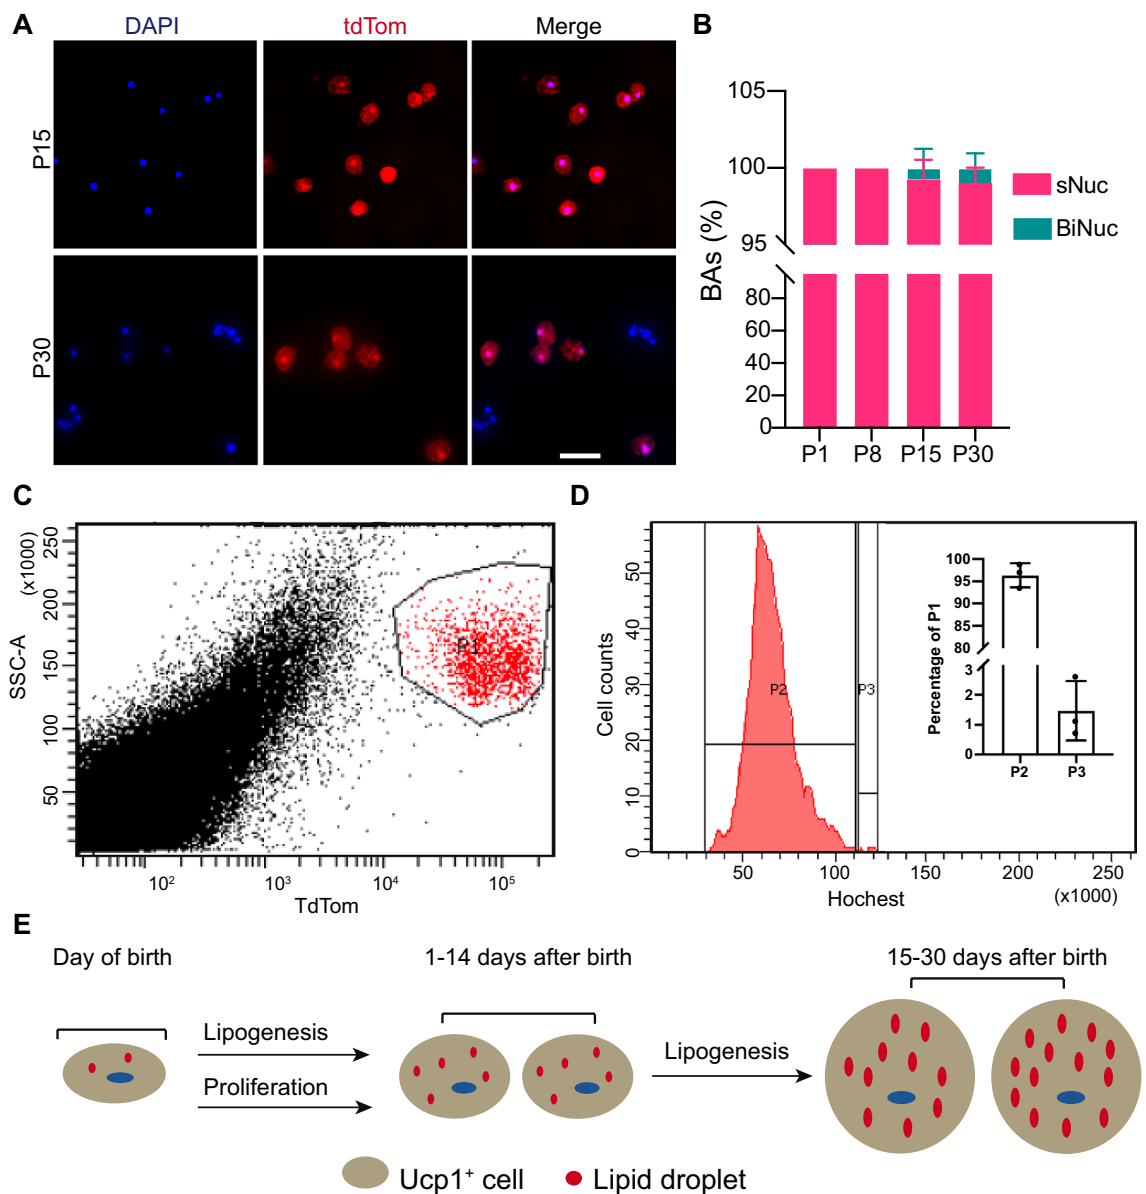 A
DAPI
tdTom
Merge
P15
P30
B
105
100
95
80
60
40
20
0
BAs (%)
P1 P8 P15 P30
sNuc
BiNuc
C
250
200
150
100
50
SSC-A
(x1000)
P1
10² 10³ 10⁴ 10⁵
TdTom
D
50
40
30
20
10
0
Cell counts
P2
P3
50 100 150 200 250
Hochest
(x1000)
100
95
90
85
80
3
2
1
0
Percentage of P1
P2 P3
E
Day of birth
1-14 days after birth
15-30 days after birth
Lipogenesis
Proliferation
Lipogenesis
Ucp1⁺ cell
Lipid droplet